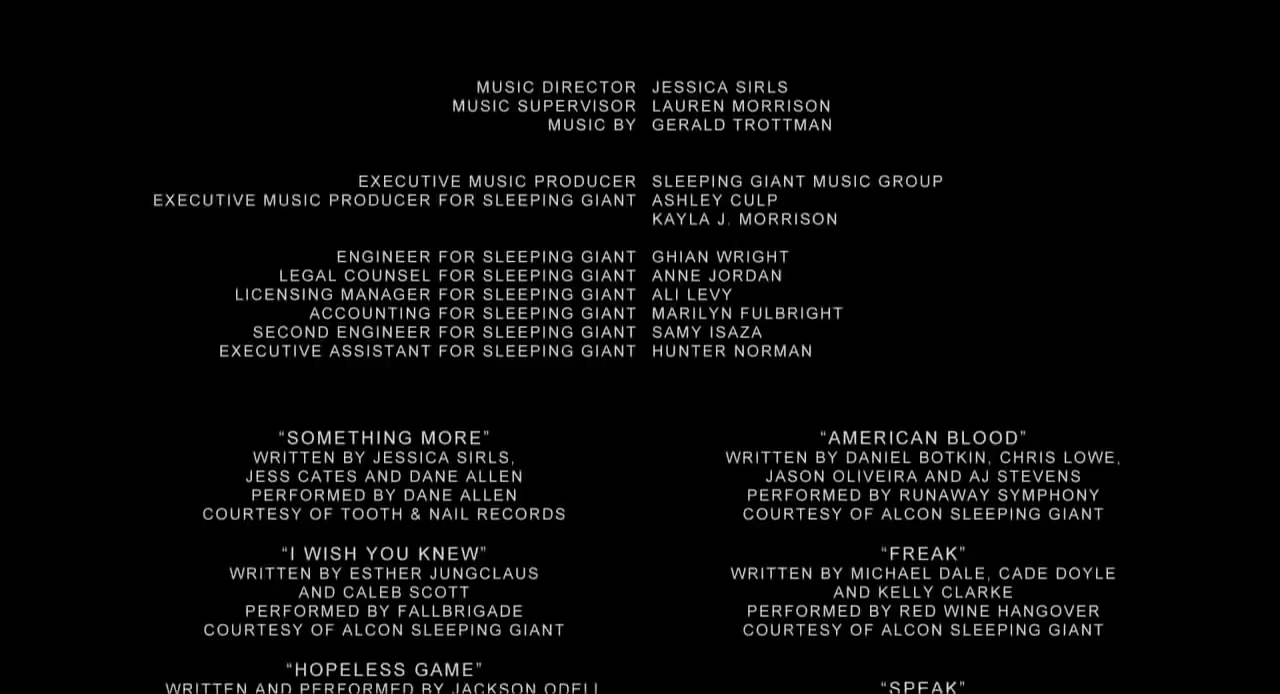 MUSIC DIRECTOR JESSICA SIRLS
MUSIC SUPERVISOR LAUREN MORRISON
MUSIC BY GERALD TROTTMAN
EXECUTIVE MUSIC PRODUCER SLEEPING GIANT MUSIC GROUP
EXECUTIVE MUSIC PRODUCER FOR SLEEPING GIANT ASHLEY CULP
KAYLA J. MORRISON
ENGINEER FOR SLEEPING GIANT GHIAN WRIGHT
LEGAL COUNSEL FOR SLEEPING GIANT ANNE JORDAN
LICENSING MANAGER FOR SLEEPING GIANT ALI LEVY
ACCOUNTING FOR SLEEPING GIANT MARILYN FULBRIGHT
SECOND ENGINEER FOR SLEEPING GIANT SAMY ISAZA
EXECUTIVE ASSISTANT FOR SLEEPING GIANT HUNTER NORMAN
“SOMETHING MORE”
WRITTEN BY JESSICA SIRLS,
JESS CATES AND DANE ALLEN
PERFORMED BY DANE ALLEN
COURTESY OF TOOTH & NAIL RECORDS
“I WISH YOU KNEW”
WRITTEN BY ESTHER JUNGCLAUS
AND CALEB SCOTT
PERFORMED BY FALLBRIGADE
COURTESY OF ALCON SLEEPING GIANT
“HOPELESS GAME”
WRITTEN AND PERFORMED BY JACKSON ODELL
“AMERICAN BLOOD”
WRITTEN BY DANIEL BOTKIN, CHRIS LOWE,
JASON OLIVEIRA AND AJ STEVENS
PERFORMED BY RUNAWAY SYMPHONY
COURTESY OF ALCON SLEEPING GIANT
“FREAK”
WRITTEN BY MICHAEL DALE, CADE DOYLE
AND KELLY CLARKE
PERFORMED BY RED WINE HANGOVER
COURTESY OF ALCON SLEEPING GIANT
“SPEAK”